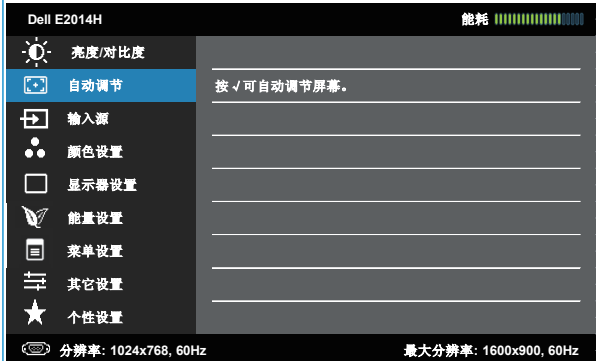 Dell E2014H 能耗
亮度/对比度
自动调节 按 √ 可自动调节屏幕。
输入源
颜色设置
显示器设置
能量设置
菜单设置
其它设置
个性设置
分辨率: 1024x768, 60Hz 最大分辨率: 1600x900, 60Hz